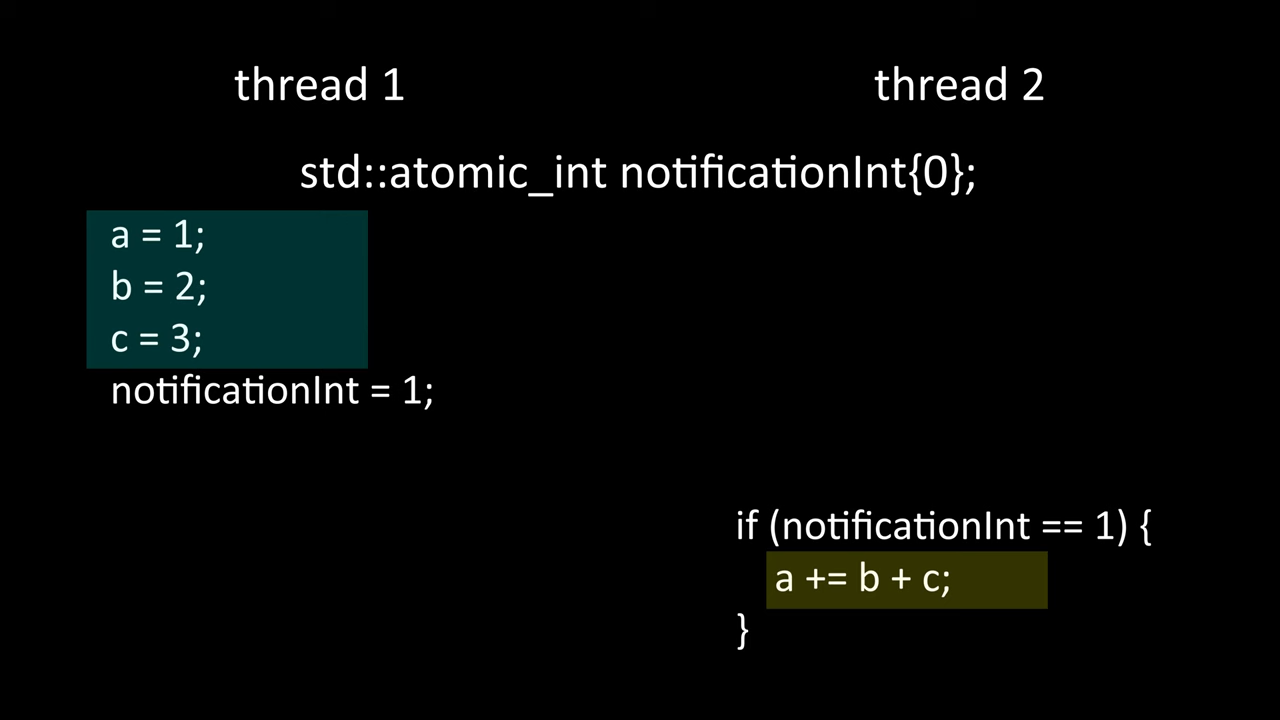 thread 1
thread 2
std::atomic_int notificationInt{0};
a = 1;
b = 2;
c = 3;
notificationInt = 1;
if (notificationInt == 1) {
a += b + c;
}